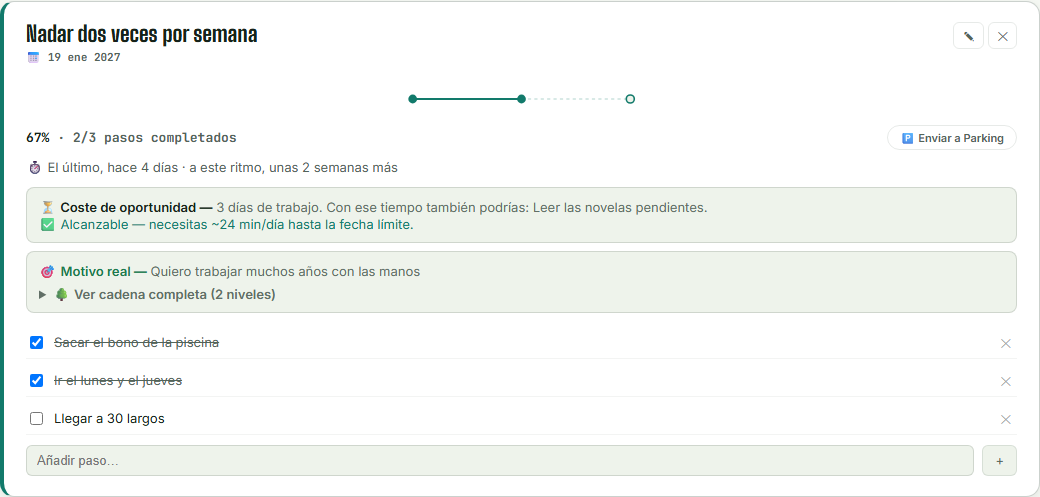 Nadar dos veces por semana
19 ene 2027
67% · 2/3 pasos completados
P Enviar a Parking
El último, hace 4 días · a este ritmo, unas 2 semanas más
Coste de oportunidad — 3 días de trabajo. Con ese tiempo también podrías: Leer las novelas pendientes.
Alcanzable — necesitas ~24 min/día hasta la fecha límite.
Motivo real — Quiero trabajar muchos años con las manos
Ver cadena completa (2 niveles)
Sacar el bono de la piscina
Ir el lunes y el jueves
Llegar a 30 largos
Añadir paso...
+